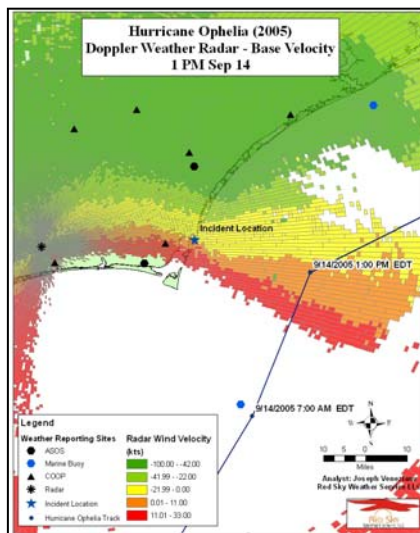 Hurricane Ophelia (2005)
Doppler Weather Radar - Base Velocity
1 PM Sep 14
Incident Location
9/14/2005 1:00 PM EDT
9/14/2005 7:00 AM EDT
Legend
Weather Reporting Sites
ASOS
Marine Buoy
COOP
Radar
Incident Location
Hurricane Ophelia Track
Radar Wind Velocity
(kts)
-100.00 - -42.00
-41.99 - -22.00
-21.99 - 0.00
0.01 - 11.00
11.01 - 33.00
10 5 0 10
Miles
Analyst: Joseph
Red Sky Weather
Red Sky